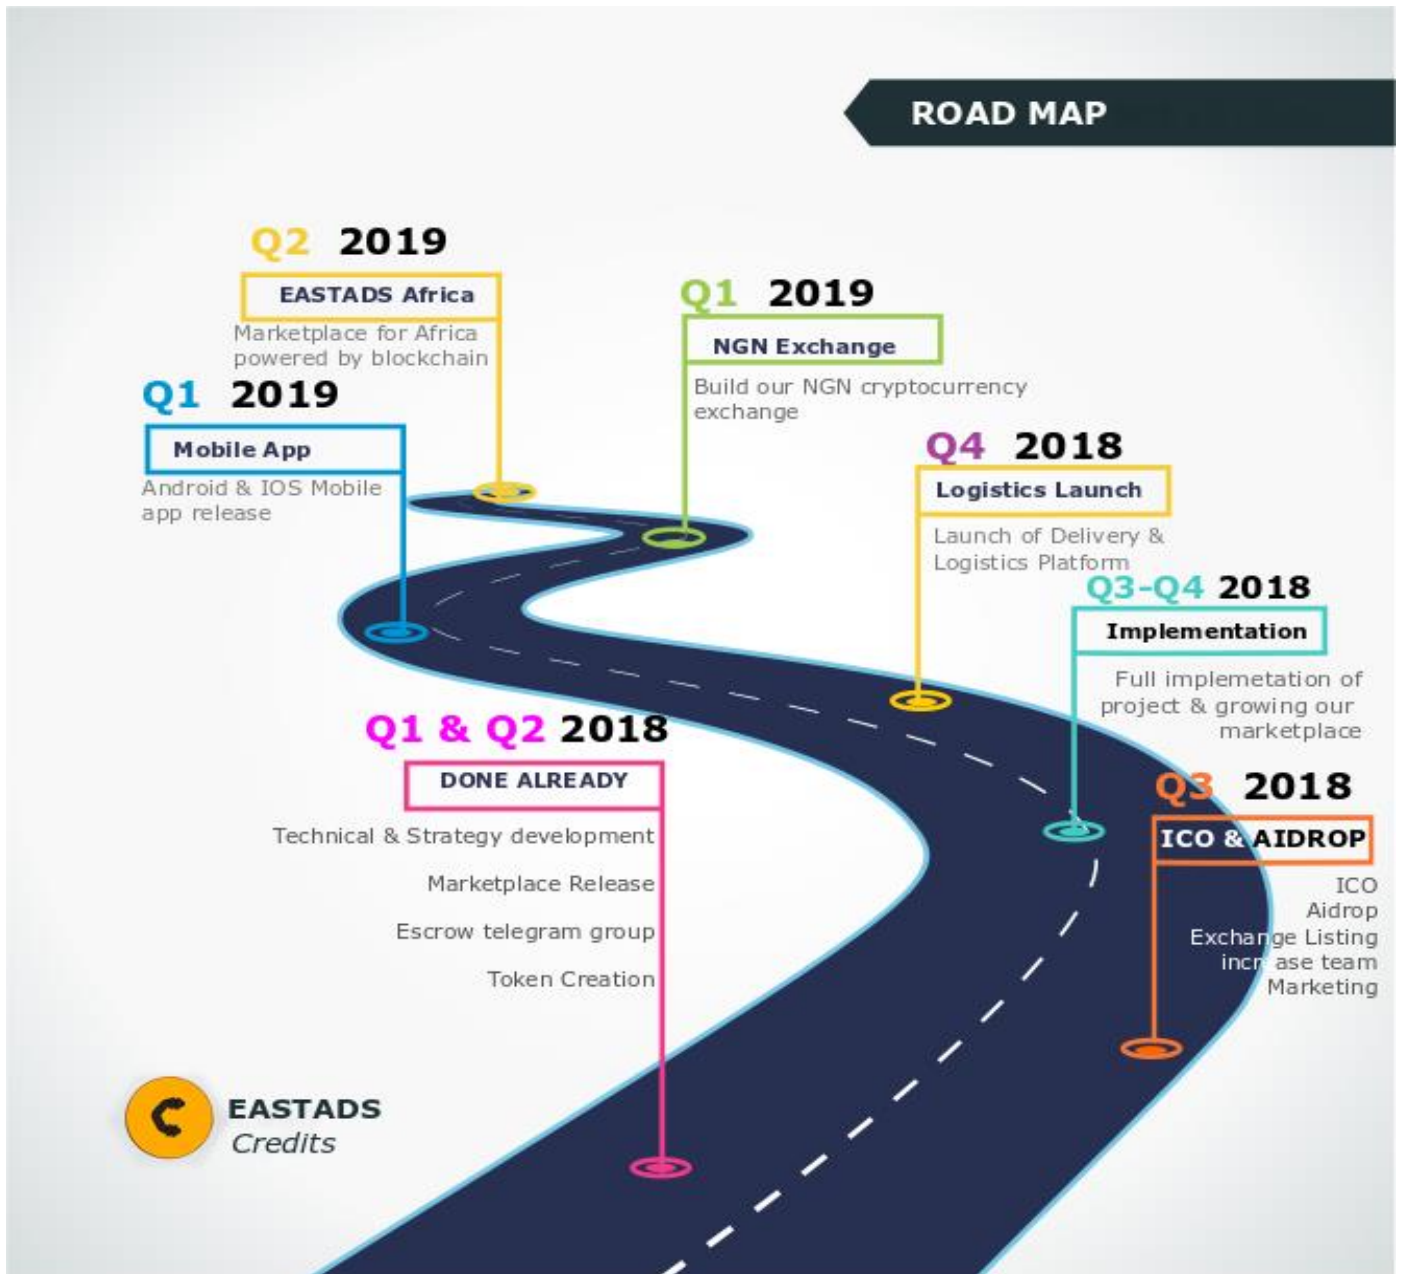 ROAD MAP
Q2 2019
EASTADS Africa
Marketplace for Africa
powered by blockchain
Q1 2019
NGN Exchange
Build our NGN cryptocurrency
exchange
Q1 2019
Mobile App
Android & IOS Mobile
app release
Q4 2018
Logistics Launch
Launch of Delivery &
Logistics Platform
Q3-Q4 2018
Implementation
Full implemetation of
project & growing our
marketplace
Q1 & Q2 2018
DONE ALREADY
Technical & Strategy development
Marketplace Release
Escrow telegram group
Token Creation
Q3 2018
ICO & AIDROP
ICO
Aidrop
Exchange Listing
increase team
Marketing
EASTADS
Credits